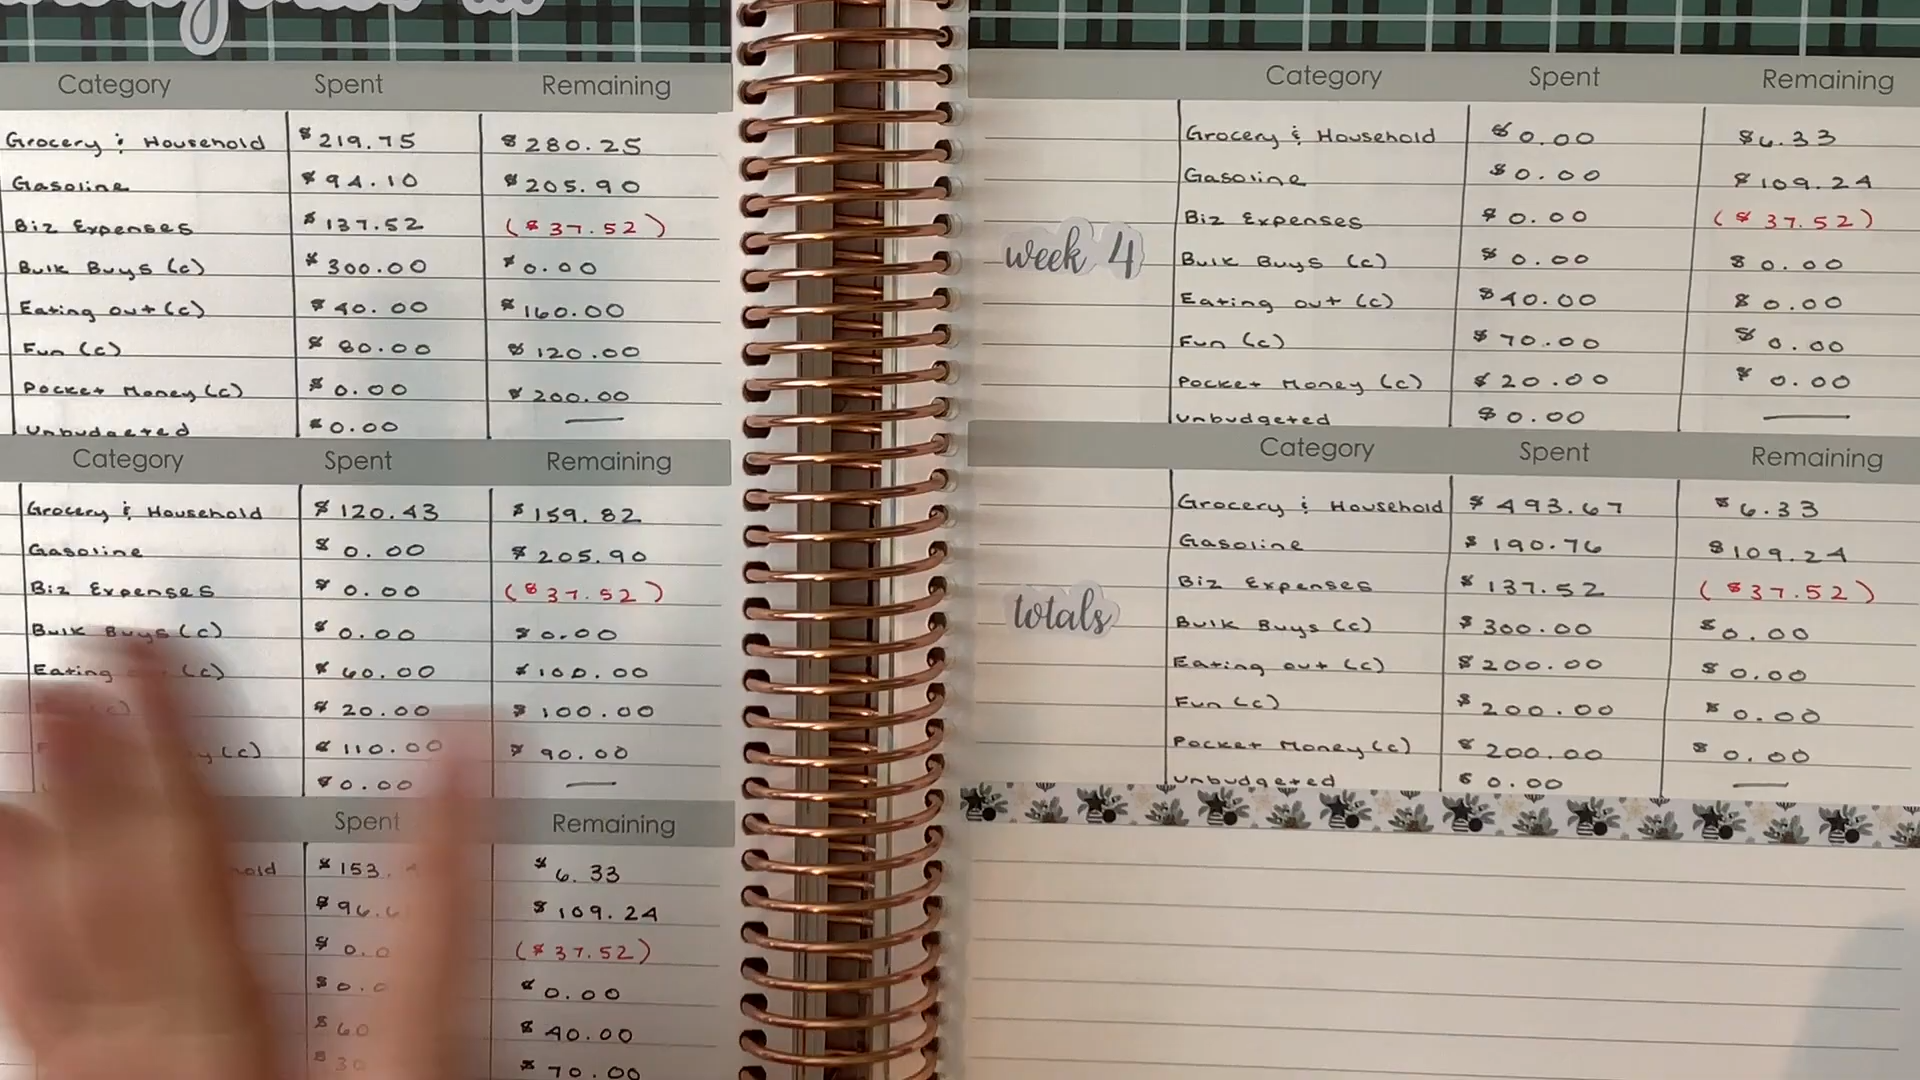 Category Spent Remaining
Grocery & Household $219.75 $280.25
Gasoline $94.10 $205.90
Biz Expenses $137.52 ($37.52)
Bulk Buys (c) $300.00 $0.00
Eating out (c) $40.00 $160.00
Fun (c) $80.00 $120.00
Pocket Money (c) $0.00 $200.00
Unbudgeted $0.00 —
Category Spent Remaining
Grocery & Household $120.43 $159.82
Gasoline $0.00 $205.90
Biz Expenses $0.00 ($37.52)
Bulk Buys (c) $0.00 $0.00
Eating (c) $60.00 $100.00
(c) $20.00 $100.00
(c) $110.00 $90.00
$0.00 —
Spent Remaining
$153. $6.33
$96. $109.24
$0. ($37.52)
$0. $0.00
$60 $40.00
$30 $70.00
Category Spent Remaining
week 4
Grocery & Household $0.00 $6.33
Gasoline $0.00 $109.24
Biz Expenses $0.00 ($37.52)
Bulk Buys (c) $0.00 $0.00
Eating out (c) $40.00 $0.00
Fun (c) $70.00 $0.00
Pocket Money (c) $20.00 $0.00
Unbudgeted $0.00 —
Category Spent Remaining
totals
Grocery & Household $493.67 $6.33
Gasoline $190.76 $109.24
Biz Expenses $137.52 ($37.52)
Bulk Buys (c) $300.00 $0.00
Eating out (c) $200.00 $0.00
Fun (c) $200.00 $0.00
Pocket Money (c) $200.00 $0.00
Unbudgeted $0.00 —